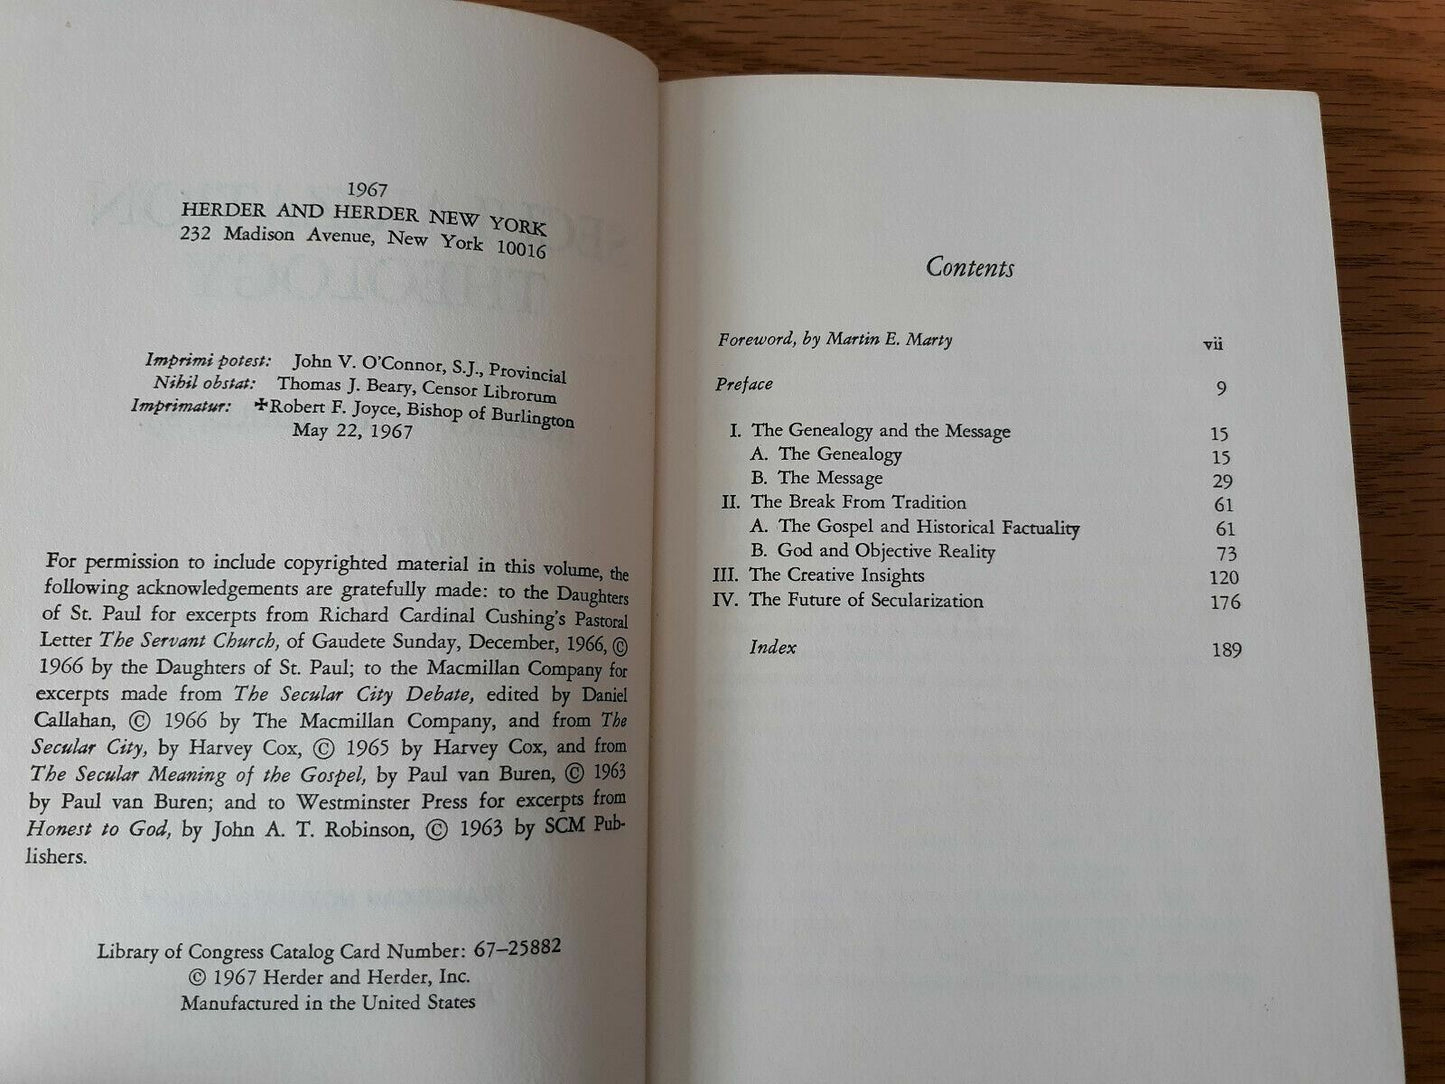 1967
HERDER AND HERDER NEW YORK
232 Madison Avenue, New York 10016
Imprimi potest: John V. O'Connor, S.J., Provincial
Nihil obstat: Thomas J. Beary, Censor Librorum
Imprimatur: ✠Robert F. Joyce, Bishop of Burlington
May 22, 1967
For permission to include copyrighted material in this volume, the
following acknowledgements are gratefully made: to the Daughters
of St. Paul for excerpts from Richard Cardinal Cushing's Pastoral
Letter The Servant Church, of Gaudete Sunday, December, 1966, ©
1966 by the Daughters of St. Paul; to the Macmillan Company for
excerpts made from The Secular City Debate, edited by Daniel
Callahan, © 1966 by The Macmillan Company, and from The
Secular City, by Harvey Cox, © 1965 by Harvey Cox, and from
The Secular Meaning of the Gospel, by Paul van Buren, © 1963
by Paul van Buren; and to Westminster Press for excerpts from
Honest to God, by John A. T. Robinson, © 1963 by SCM Pub-
lishers.
Library of Congress Catalog Card Number: 67–25882
© 1967 Herder and Herder, Inc.
Manufactured in the United States
Contents
Foreword, by Martin E. Marty vii
Preface 9
I. The Genealogy and the Message 15
A. The Genealogy 15
B. The Message 29
II. The Break From Tradition 61
A. The Gospel and Historical Factuality 61
B. God and Objective Reality 73
III. The Creative Insights 120
IV. The Future of Secularization 176
Index 189